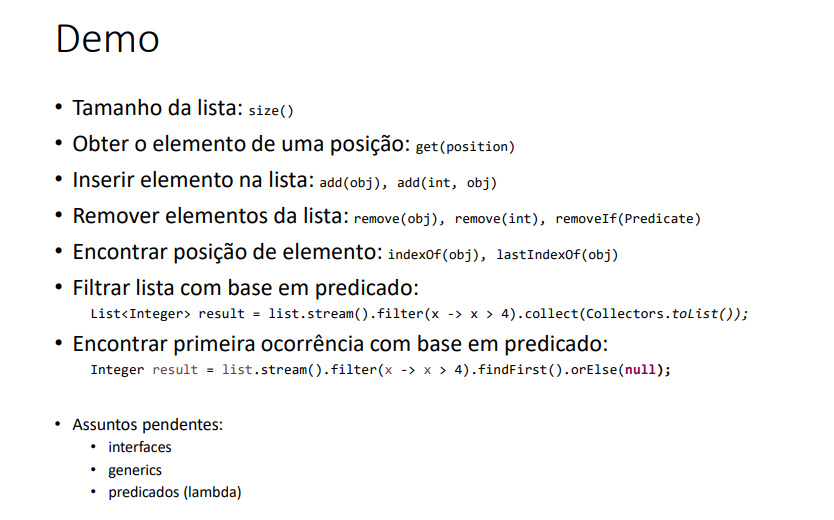 Demo
• Tamanho da lista: size()
• Obter o elemento de uma posição: get(position)
• Inserir elemento na lista: add(obj), add(int, obj)
• Remover elementos da lista: remove(obj), remove(int), removeIf(Predicate)
• Encontrar posição de elemento: indexOf(obj), lastIndexOf(obj)
• Filtrar lista com base em predicado:
List<Integer> result = list.stream().filter(x -> x > 4).collect(Collectors.toList());
• Encontrar primeira ocorrência com base em predicado:
Integer result = list.stream().filter(x -> x > 4).findFirst().orElse(null);
• Assuntos pendentes:
• interfaces
• generics
• predicados (lambda)